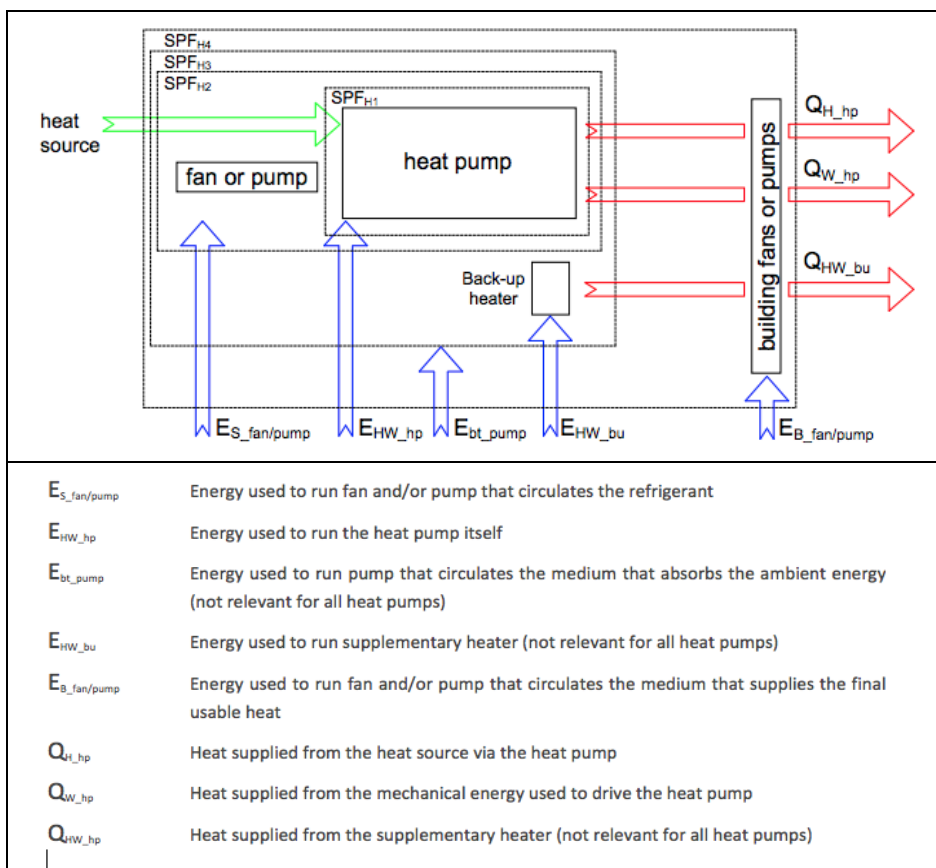 SPFH4
SPFH3
SPFH2
SPFH1
heat
source
heat pump
fan or pump
Back-up
heater
building fans or pumps
QH_hp
QW_hp
QHW_bu
ES_fan/pump
EHW_hp
Ebt_pump
EHW_bu
EB_fan/pump
ES_fan/pump Energy used to run fan and/or pump that circulates the refrigerant
EHW_hp Energy used to run the heat pump itself
Ebt_pump Energy used to run pump that circulates the medium that absorbs the ambient energy
(not relevant for all heat pumps)
EHW_bu Energy used to run supplementary heater (not relevant for all heat pumps)
EB_fan/pump Energy used to run fan and/or pump that circulates the medium that supplies the final
usable heat
QH_hp Heat supplied from the heat source via the heat pump
QW_hp Heat supplied from the mechanical energy used to drive the heat pump
QHW_hp Heat supplied from the supplementary heater (not relevant for all heat pumps)